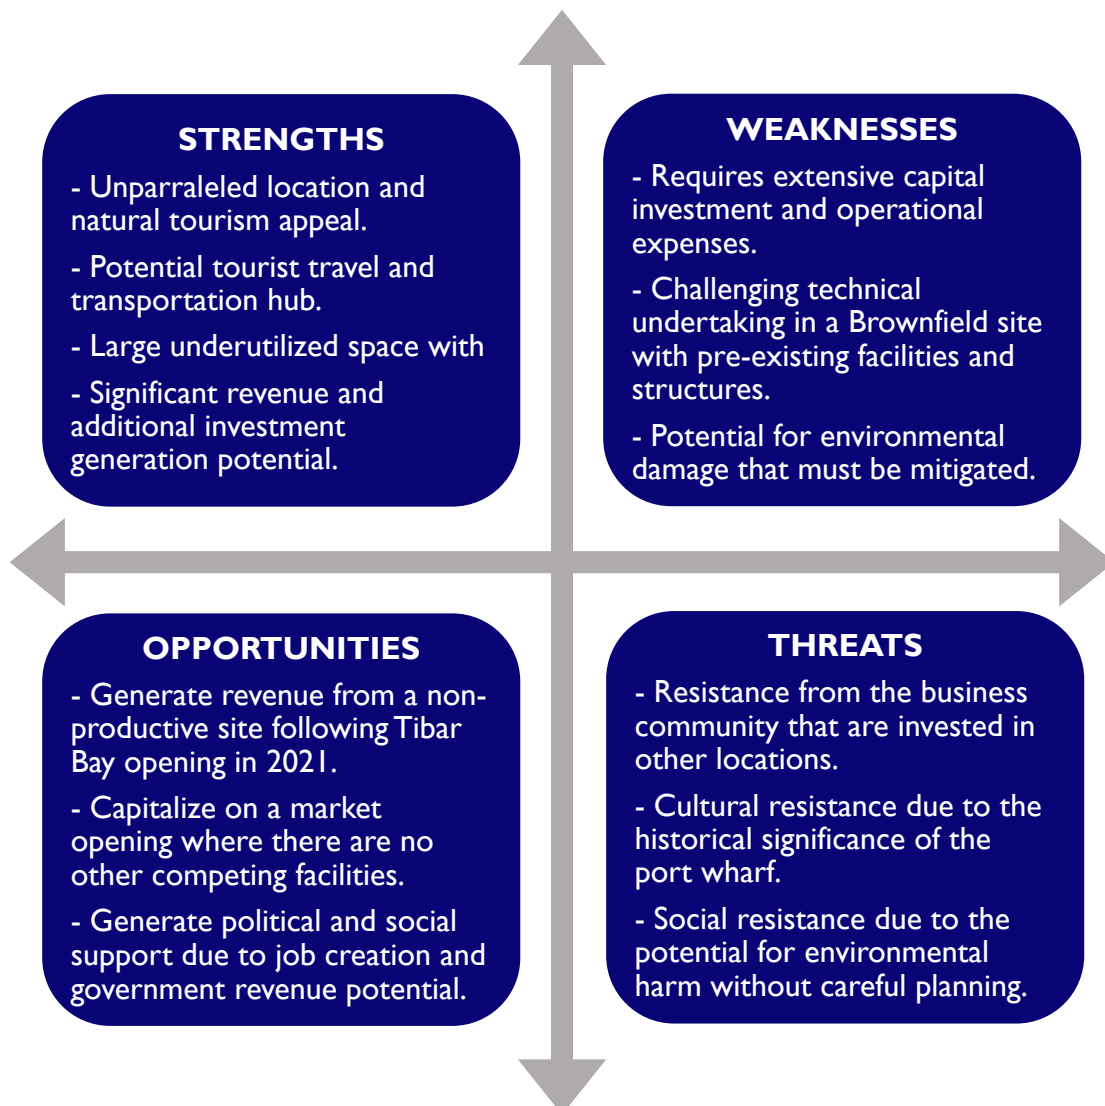 STRENGTHS
- Unparraleled location and
natural tourism appeal.
- Potential tourist travel and
transportation hub.
- Large underutilized space with
- Significant revenue and
additional investment
generation potential.
WEAKNESSES
- Requires extensive capital
investment and operational
expenses.
- Challenging technical
undertaking in a Brownfield site
with pre-existing facilities and
structures.
- Potential for environmental
damage that must be mitigated.
OPPORTUNITIES
- Generate revenue from a non-
productive site following Tibar
Bay opening in 2021.
- Capitalize on a market
opening where there are no
other competing facilities.
- Generate political and social
support due to job creation and
government revenue potential.
THREATS
- Resistance from the business
community that are invested in
other locations.
- Cultural resistance due to the
historical significance of the
port wharf.
- Social resistance due to the
potential for environmental
harm without careful planning.